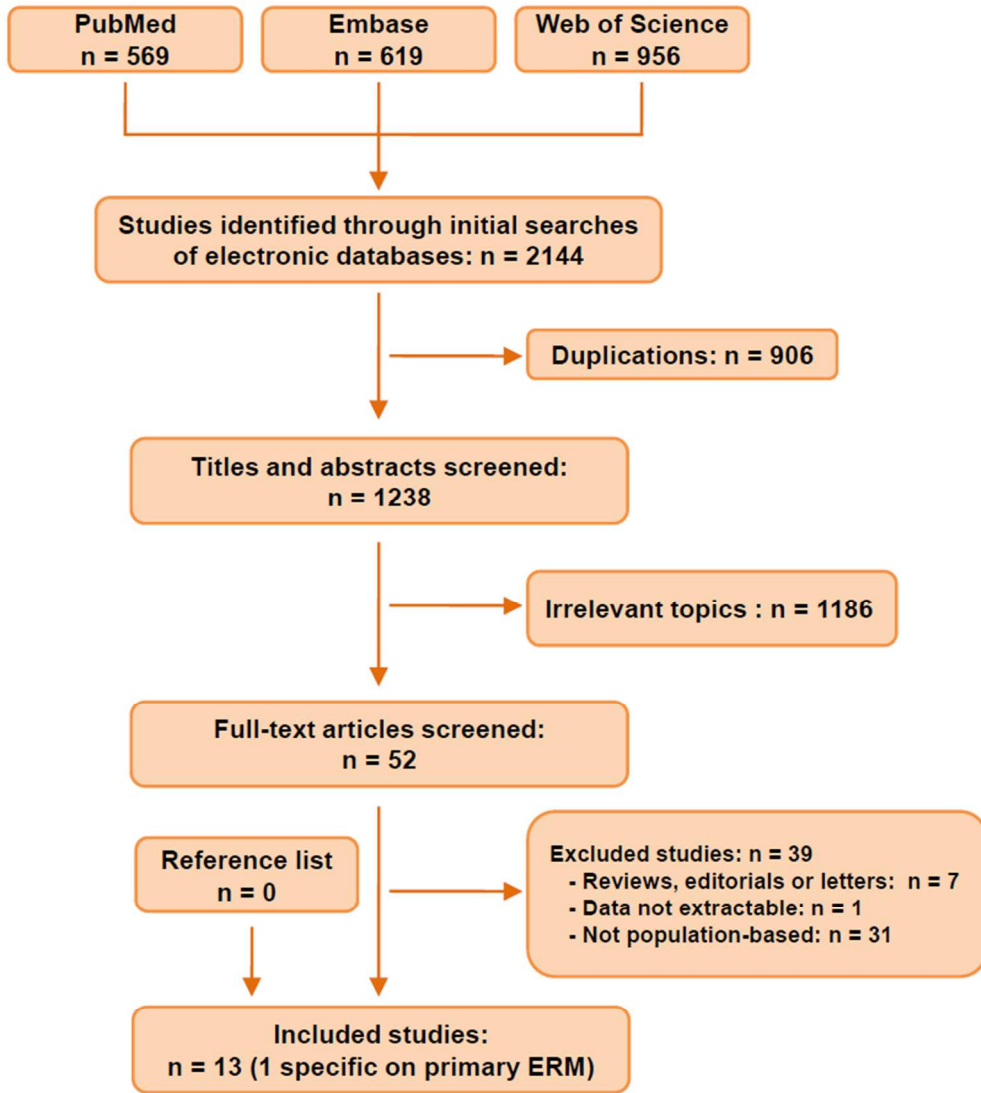 PubMed
n = 569
Embase
n = 619
Web of Science
n = 956
Studies identified through initial searches
of electronic databases: n = 2144
Duplications: n = 906
Titles and abstracts screened:
n = 1238
Irrelevant topics : n = 1186
Full-text articles screened:
n = 52
Reference list
n = 0
Excluded studies: n = 39
- Reviews, editorials or letters: n = 7
- Data not extractable: n = 1
- Not population-based: n = 31
Included studies:
n = 13 (1 specific on primary ERM)